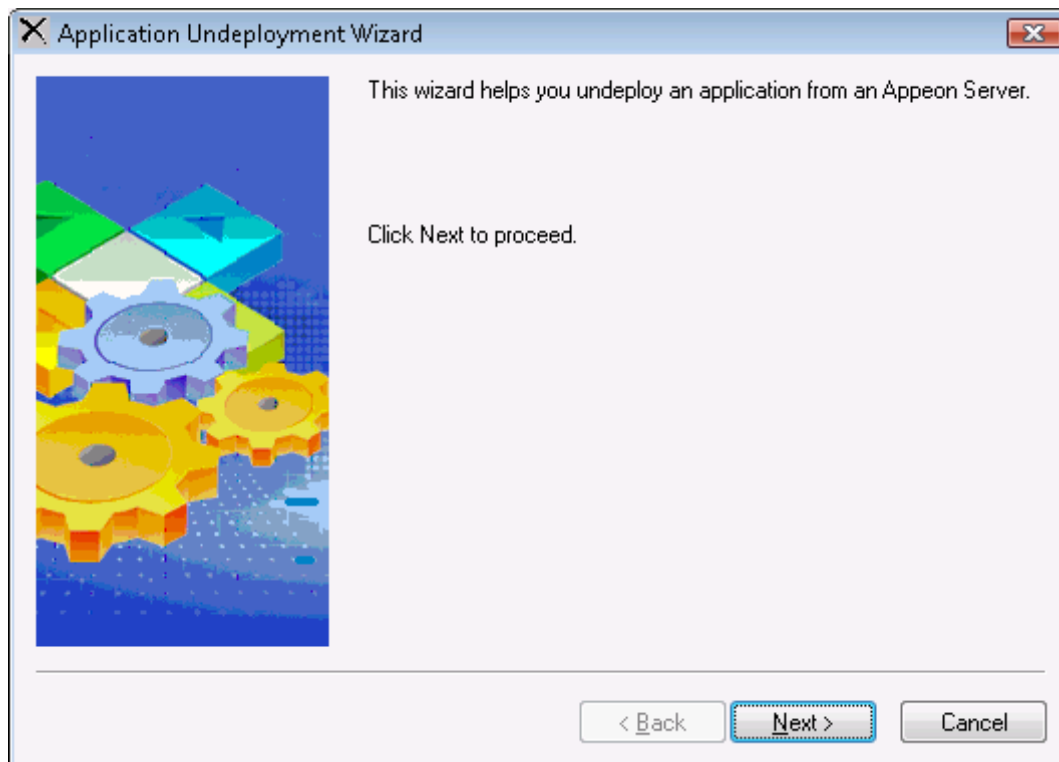 Application Undeployment Wizard
This wizard helps you undeploy an application from an Appeon Server.
Click Next to proceed.
< Back
Next >
Cancel